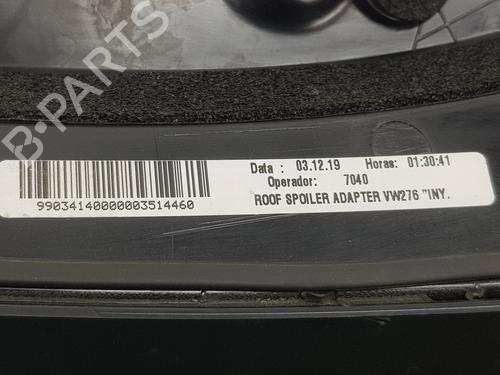 B-PARTS
Data : 03.12.19 Horas: 01:30:41
Operador: 7040
ROOF SPOILER ADAPTER VW276 "INY.
99034140000003514460